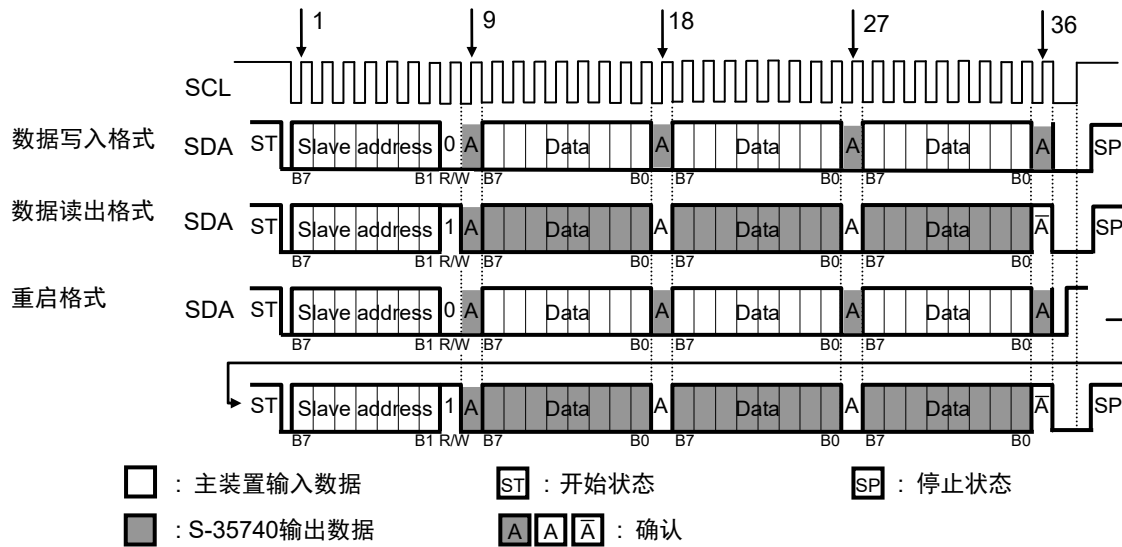 1 9 18 27 36
SCL
数据写入格式 SDA ST Slave address 0 A Data A Data A Data A SP
B7 B1 R/W B7 B0 B7 B0 B7 B0
数据读出格式 SDA ST Slave address 1 A Data A Data A Data A̅ SP
B7 B1 R/W B7 B0 B7 B0 B7 B0
重启格式 SDA ST Slave address 0 A Data A Data A Data A
B7 B1 R/W B7 B0 B7 B0 B7 B0
ST Slave address 1 A Data A Data A Data A̅ SP
B7 B1 R/W B7 B0 B7 B0 B7 B0
: 主装置输入数据 ST : 开始状态 SP : 停止状态
: S-35740输出数据 A A A̅ : 确认